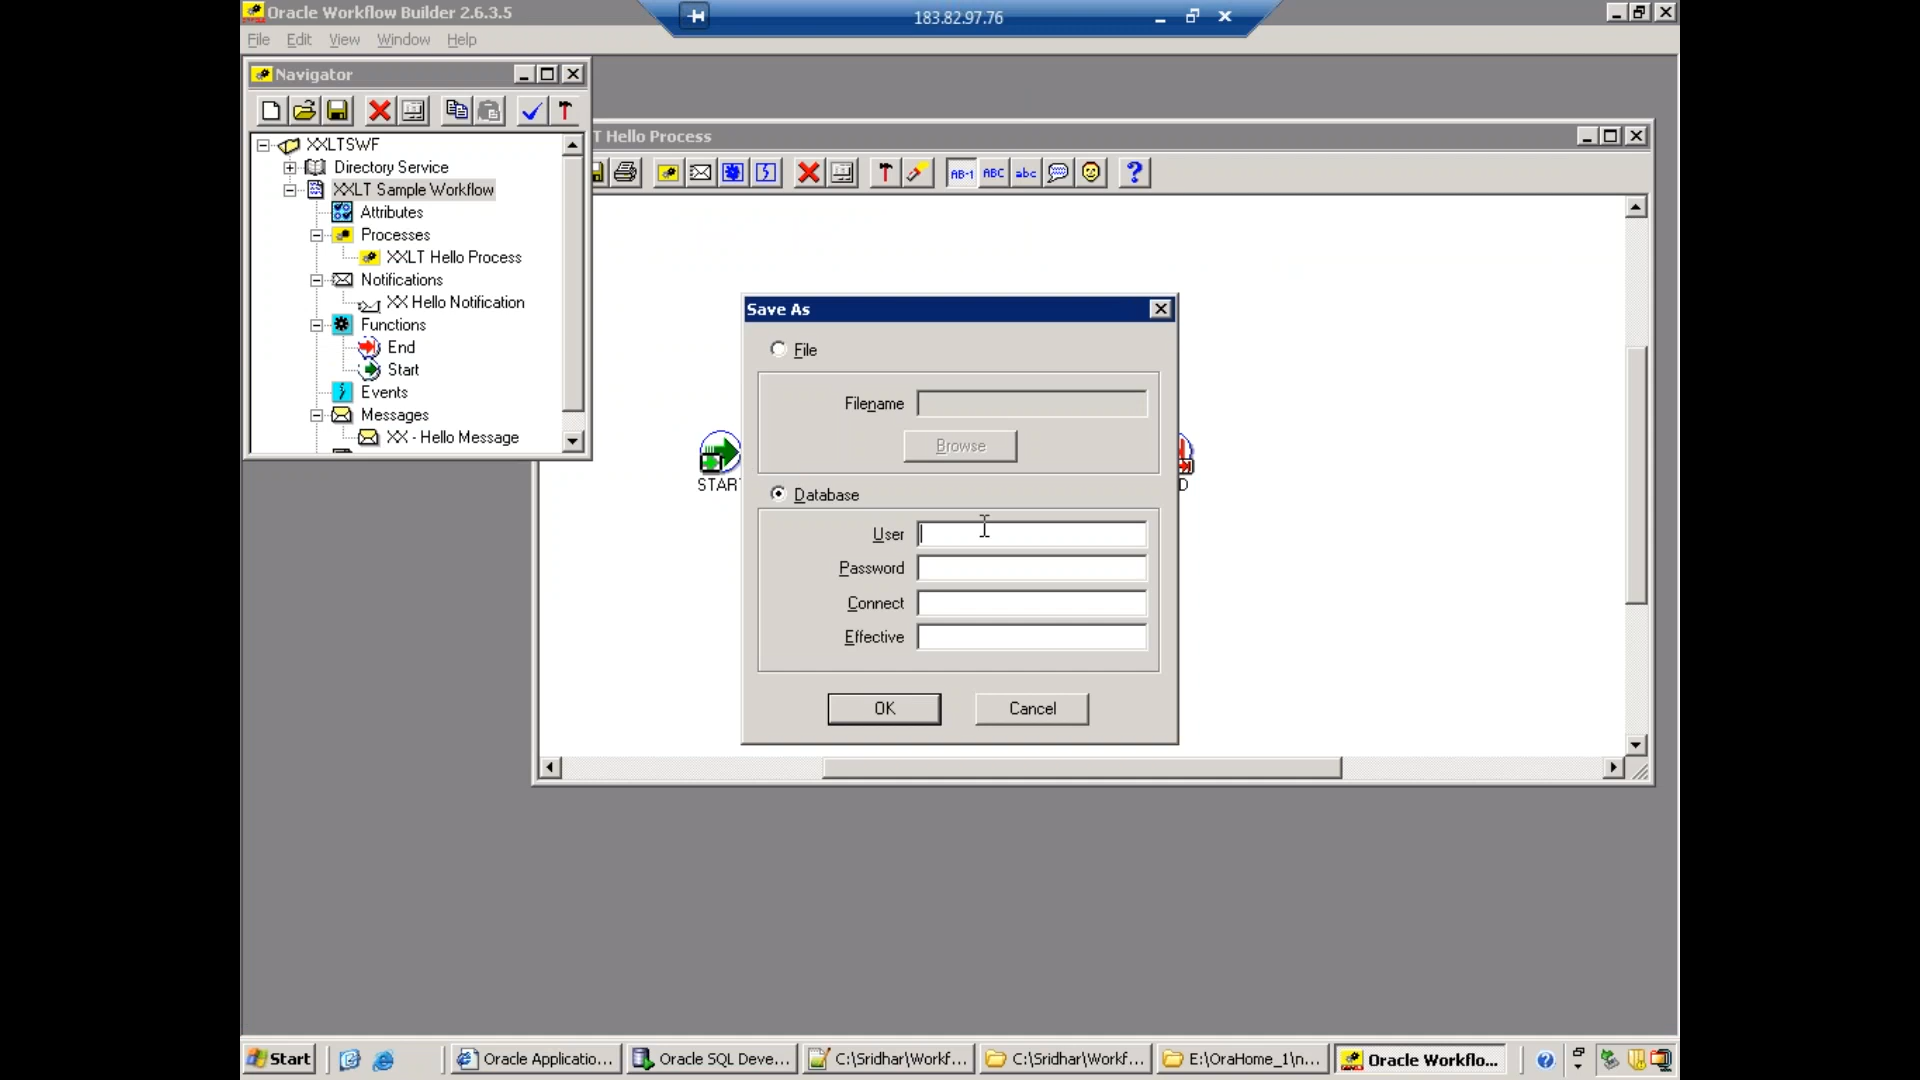 Oracle Workflow Builder 2.6.3.5
183.82.97.76
File Edit View Window Help
Navigator
XXLTSWF
Directory Service
XXLT Sample Workflow
Attributes
Processes
XXLT Hello Process
Notifications
XX Hello Notification
Functions
End
Start
Events
Messages
XX - Hello Message
T Hello Process
AB-1 ABC abc ?
START
D
Save As
File
Filename
Browse
Database
User
Password
Connect
Effective
OK Cancel
Start
Oracle Applicatio...
Oracle SQL Deve...
C:\Sridhar\Workf...
C:\Sridhar\Workf...
E:\OraHome_1\n...
Oracle Workflo...